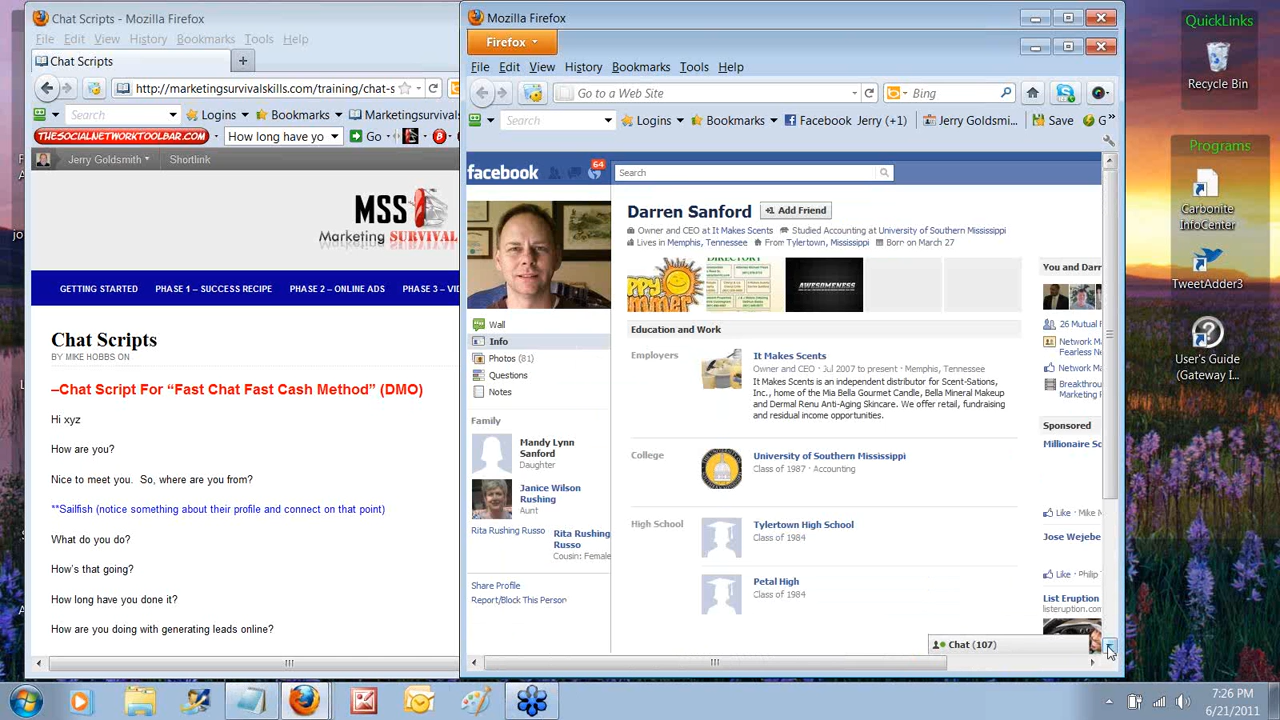 Chat Scripts - Mozilla Firefox
File Edit View History Bookmarks Tools Help
Chat Scripts
http://marketingsurvivalskills.com/training/chat-s
Search Logins Bookmarks Marketingsurviva
THESOCIALNETWORKTOOLBAR.COM How long have yo Go
Jerry Goldsmith Shortlink
MSS
Marketing SURVIVAL
GETTING STARTED PHASE 1 – SUCCESS RECIPE PHASE 2 – ONLINE ADS PHASE 3 – VID
Chat Scripts
BY MIKE HOBBS ON
–Chat Script For “Fast Chat Fast Cash Method” (DMO)
Hi xyz
How are you?
Nice to meet you. So, where are you from?
**Sailfish (notice something about their profile and connect on that point)
What do you do?
How's that going?
How long have you done it?
How are you doing with generating leads online?
Mozilla Firefox
Firefox
File Edit View History Bookmarks Tools Help
Go to a Web Site Bing
Search Logins Bookmarks Facebook Jerry (+1) Jerry Goldsmi... Save G
facebook 64 Search
Darren Sanford +1 Add Friend
Owner and CEO at It Makes Scents Studied Accounting at University of Southern Mississippi
Lives in Memphis, Tennessee From Tylertown, Mississippi Born on March 27
DIRECTORY
AWESOMENESS
Wall
Info
Photos (81)
Questions
Notes
Family
Mandy Lynn
Sanford
Daughter
Janice Wilson
Rushing
Aunt
Rita Rushing Russo
Rita Rushing
Russo
Cousin: Female
Share Profile
Report/Block This Person
Education and Work
Employers
It Makes Scents
Owner and CEO · Jul 2007 to present · Memphis, Tennessee
It Makes Scents is an independent distributor for Scent-Sations,
Inc., home of the Mia Bella Gourmet Candle, Bella Mineral Makeup
and Dermal Renu Anti-Aging Skincare. We offer retail, fundraising
and residual income opportunities.
College
University of Southern Mississippi
Class of 1987 · Accounting
High School
Tylertown High School
Class of 1984
Petal High
Class of 1984
You and Darr
26 Mutual F
Network Ma
Fearless Ne
Network Ma
Breakthrou
Marketing F
Sponsored
Millionaire Sc
Like · Mike M
Jose Wejebe
Like · Philip
List Eruption
listeruption.com
Chat (107)
QuickLinks
Recycle Bin
Programs
Carbonite
InfoCenter
TweetAdder3
User's Guide
(Gateway I...
7:26 PM
6/21/2011